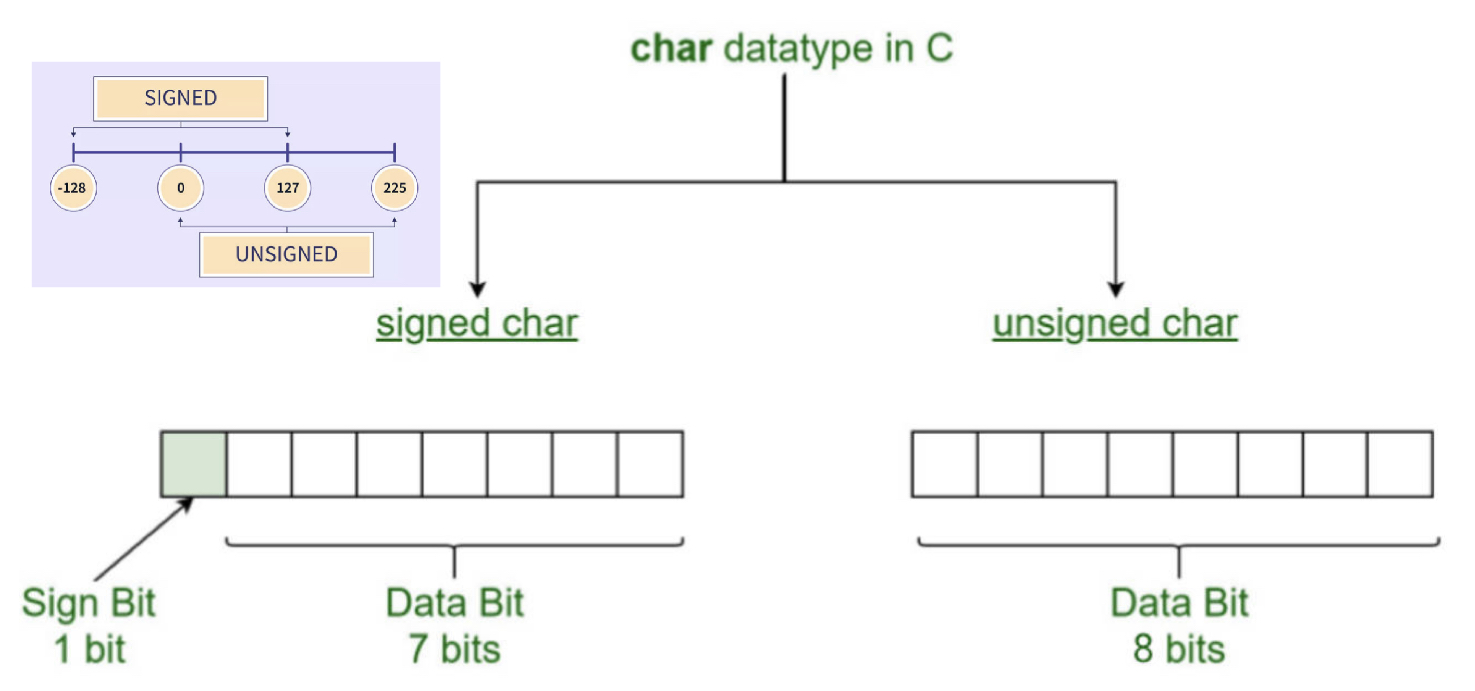 char datatype in C
SIGNED
-128 0 127 225
UNSIGNED
signed char unsigned char
Sign Bit
1 bit
Data Bit
7 bits
Data Bit
8 bits